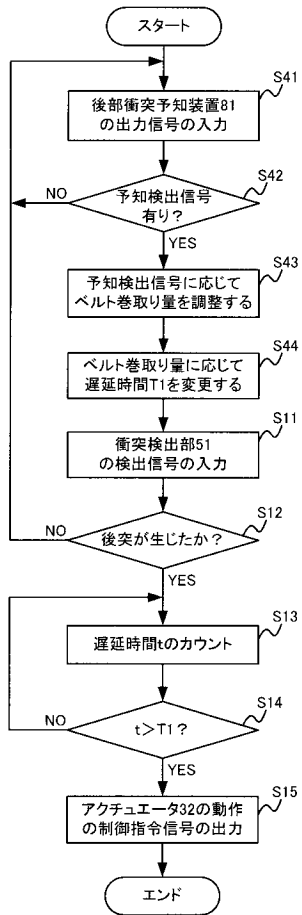 スタート
S41
後部衝突予知装置81
の出力信号の入力
S42
予知検出信号
有り？
NO
YES
S43
予知検出信号に応じて
ベルト巻取り量を調整する
S44
ベルト巻取り量に応じて
遅延時間T1を変更する
S11
衝突検出部51
の検出信号の入力
S12
後突が生じたか？
NO
YES
S13
遅延時間tのカウント
S14
t＞T1？
NO
YES
S15
アクチュエータ32の動作
の制御指令信号の出力
エンド